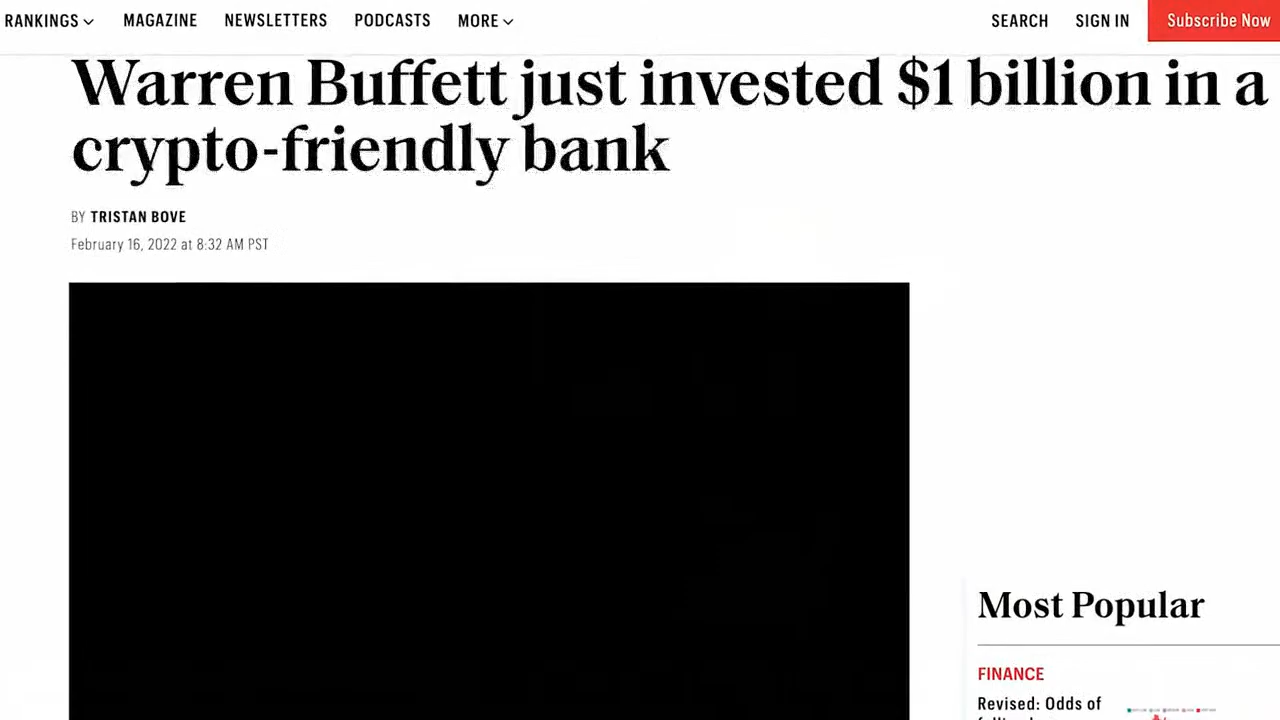 RANKINGS MAGAZINE NEWSLETTERS PODCASTS MORE SEARCH SIGN IN Subscribe Now
Warren Buffett just invested $1 billion in a
crypto-friendly bank
BY TRISTAN BOVE
February 16, 2022 at 8:32 AM PST
Most Popular
FINANCE
Revised: Odds of